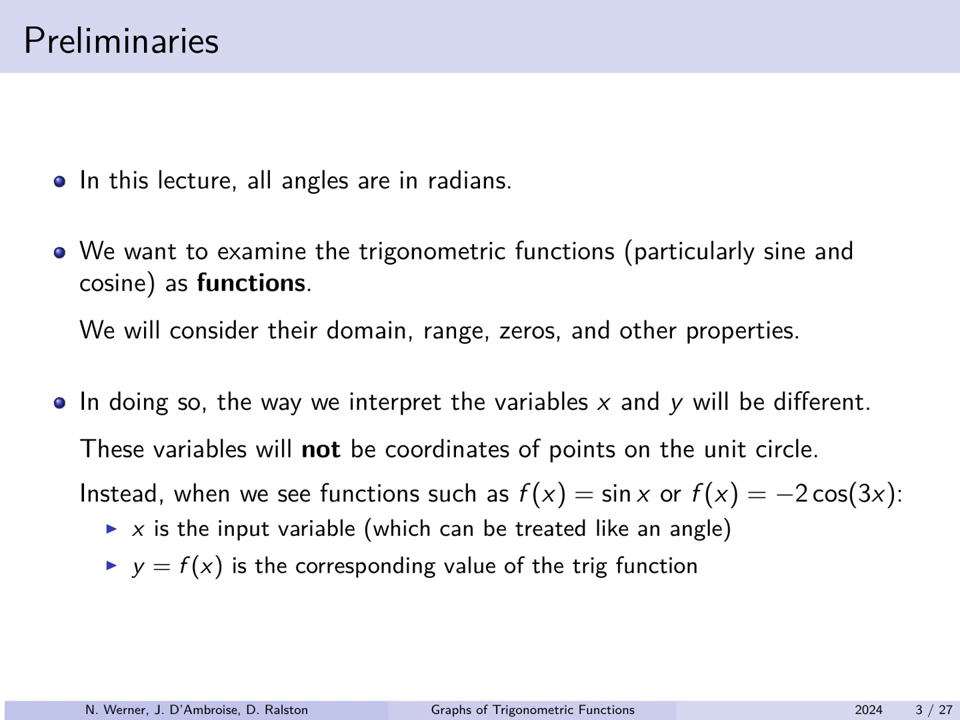 Preliminaries
In this lecture, all angles are in radians.
We want to examine the trigonometric functions (particularly sine and
cosine) as functions.
We will consider their domain, range, zeros, and other properties.
In doing so, the way we interpret the variables x and y will be different.
These variables will not be coordinates of points on the unit circle.
Instead, when we see functions such as f(x) = sin x or f(x) = −2 cos(3x):
x is the input variable (which can be treated like an angle)
y = f(x) is the corresponding value of the trig function
N. Werner, J. D'Ambroise, D. Ralston Graphs of Trigonometric Functions 2024 3 / 27